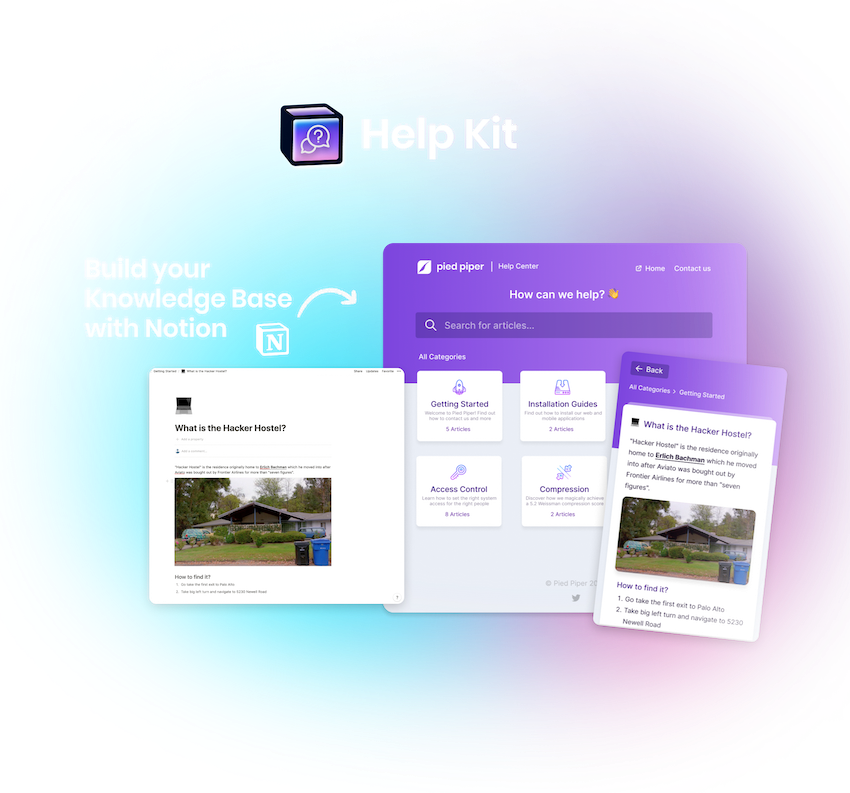 Help Kit
Build your
Knowledge Base
with Notion
N
pied piper | Help Center
Home
Contact us
How can we help? 👋
Search for articles...
All Categories
Getting Started
Welcome to Pied Piper! Find out
how to contact us and more
5 Articles
Installation Guides
Find out how to install our web and
mobile applications
2 Articles
Access Control
Learn how to set the right system
access for the right people
8 Articles
Compression
Discover how we magically achieve
a 5.2 Weissman compression score
2 Articles
© Pied Piper 20
Getting Started
What is the Hacker Hostel?
Share
Updates
Favorite
What is the Hacker Hostel?
Add a property
Add a comment...
"Hacker Hostel" is the residence originally home to Erlich Bachman which he moved into after
Aviato was bought out by Frontier Airlines for more than "seven figures".
How to find it?
1. Go take the first exit to Palo Alto
2. Take big left turn and navigate to 5230 Newell Road
← Back
All Categories > Getting Started
What is the Hacker Hostel?
"Hacker Hostel" is the residence originally
home to Erlich Bachman which he moved
into after Aviato was bought out by
Frontier Airlines for more than "seven
figures".
How to find it?
1. Go take the first exit to Palo Alto
2. Take big left turn and navigate to 5230
Newell Road